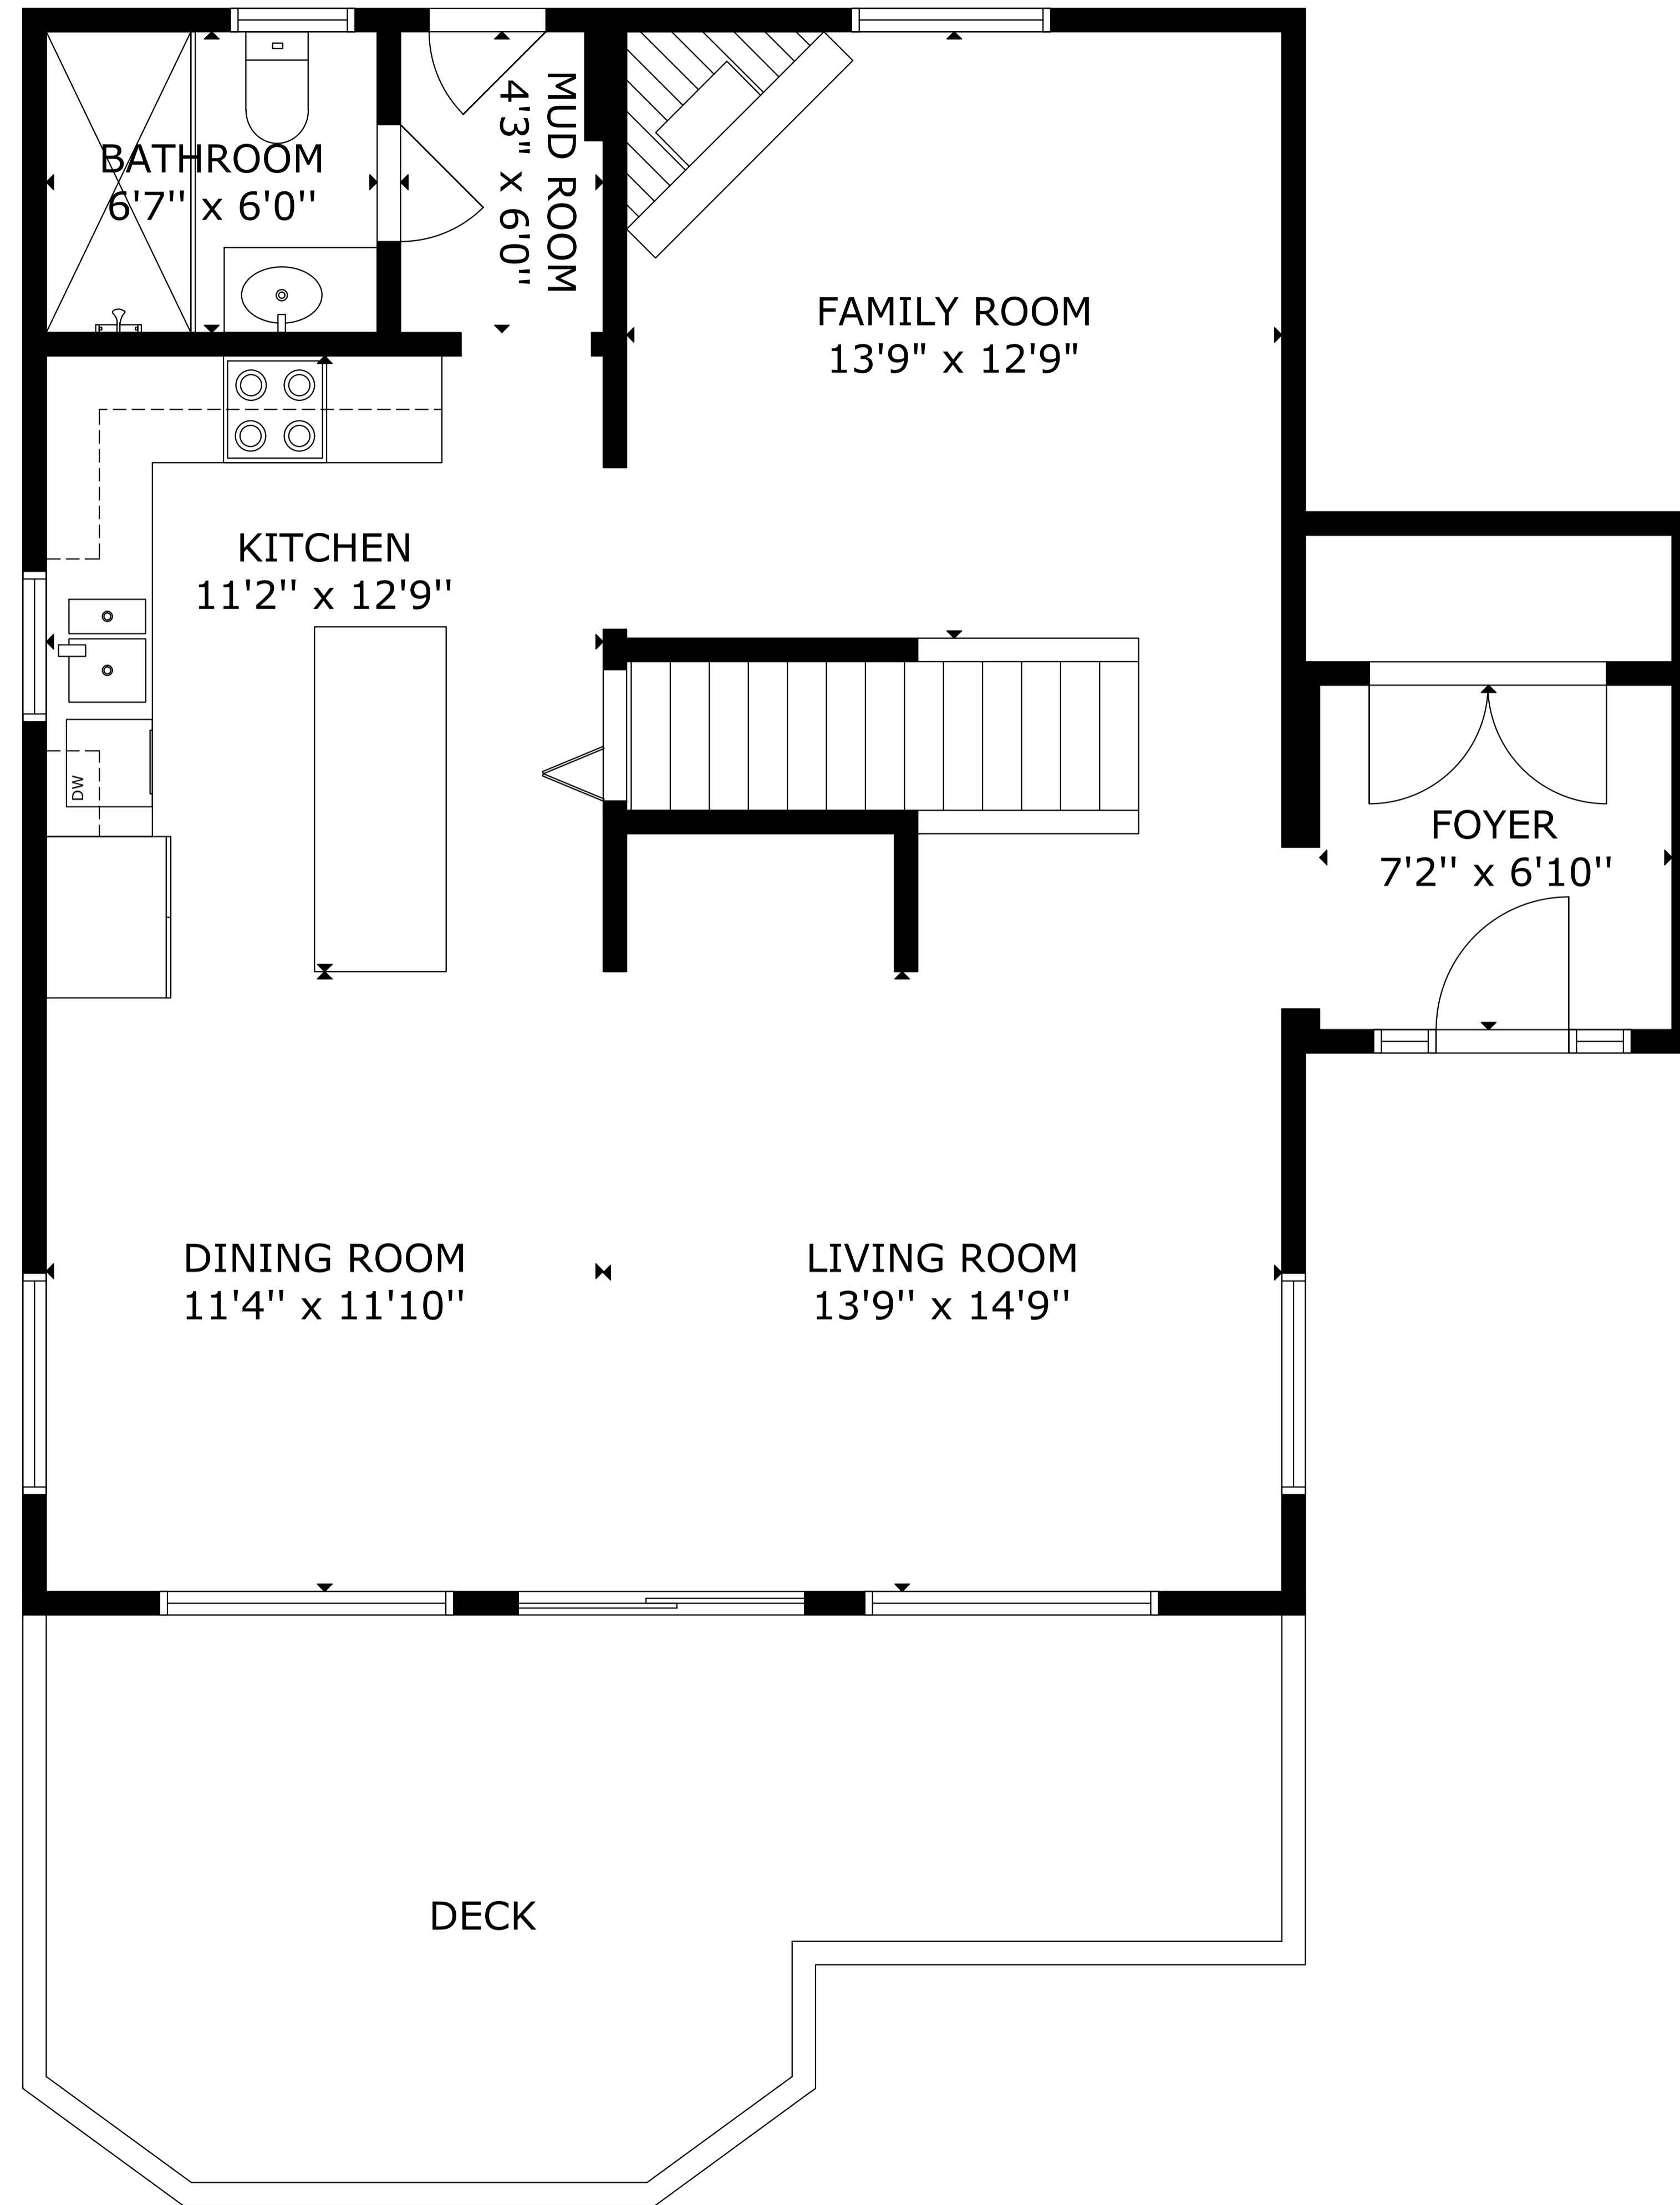 BATHROOM
6'7'' x 6'0''
MUD ROOM
4'3" x 6'0''
FAMILY ROOM
13'9" x 12'9"
KITCHEN
11'2'' x 12'9''
DW
FOYER
7'2'' x 6'10''
DINING ROOM
11'4'' x 11'10''
LIVING ROOM
13'9'' x 14'9''
DECK